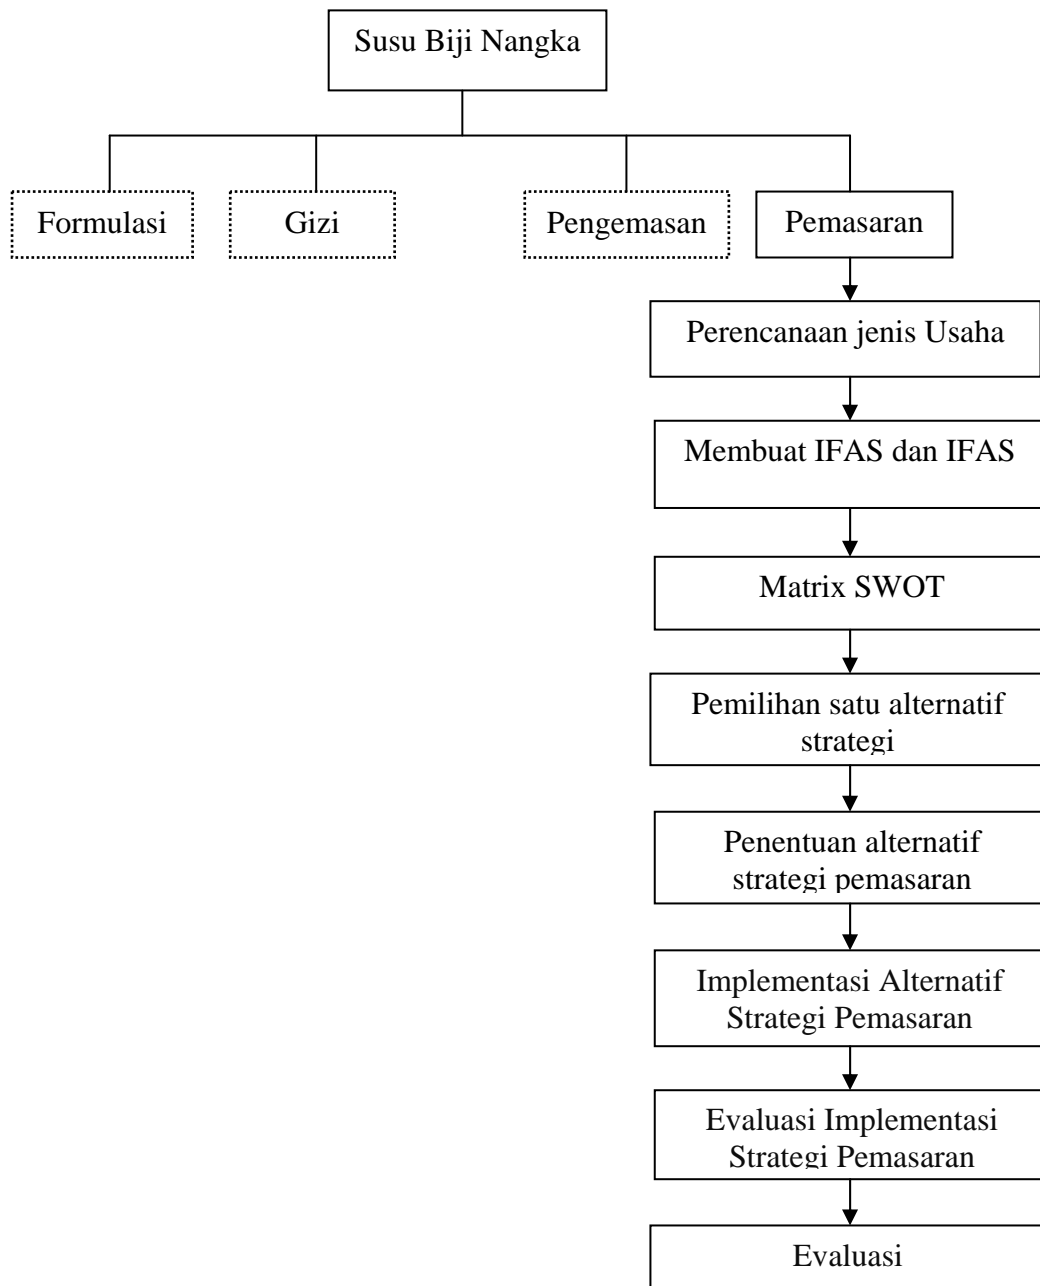 Susu Biji Nangka
Formulasi
Gizi
Pengemasan
Pemasaran
Perencanaan jenis Usaha
Membuat IFAS dan IFAS
Matrix SWOT
Pemilihan satu alternatif
strategi
Penentuan alternatif
strategi pemasaran
Implementasi Alternatif
Strategi Pemasaran
Evaluasi Implementasi
Strategi Pemasaran
Evaluasi